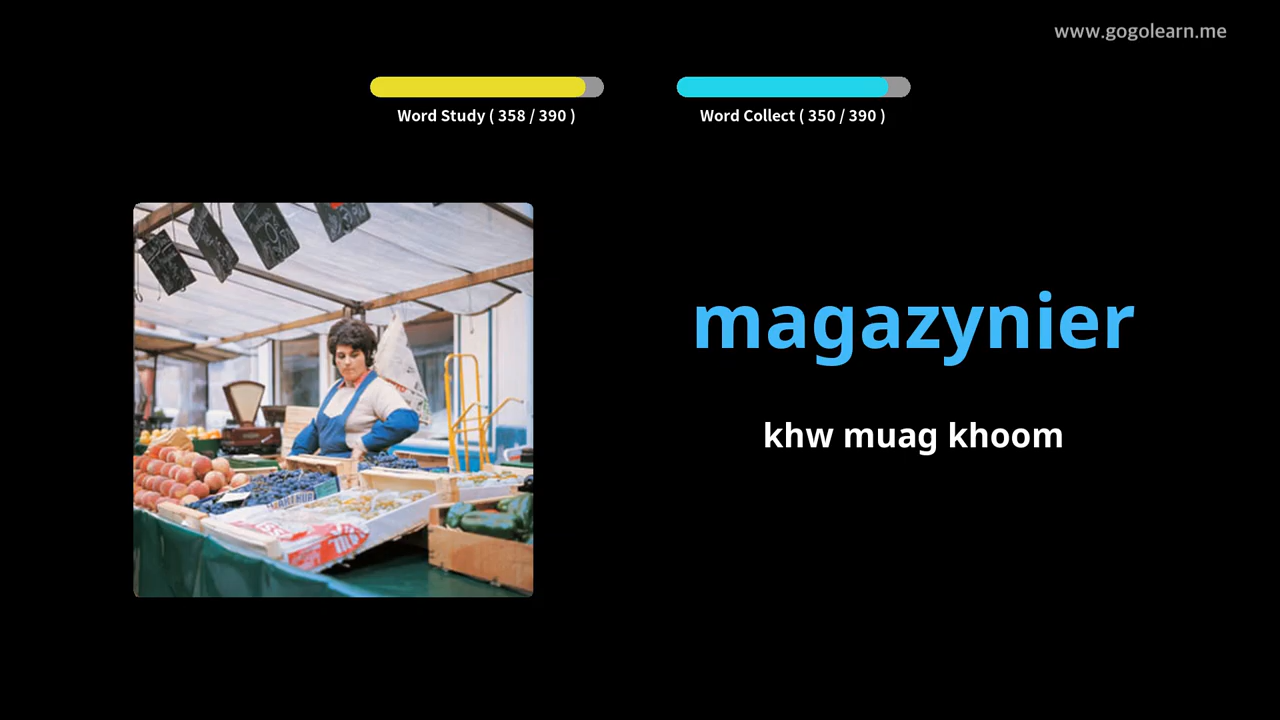 www.gogolearn.me
Word Study ( 358 / 390 )
Word Collect ( 350 / 390 )
magazynier
khw muag khoom